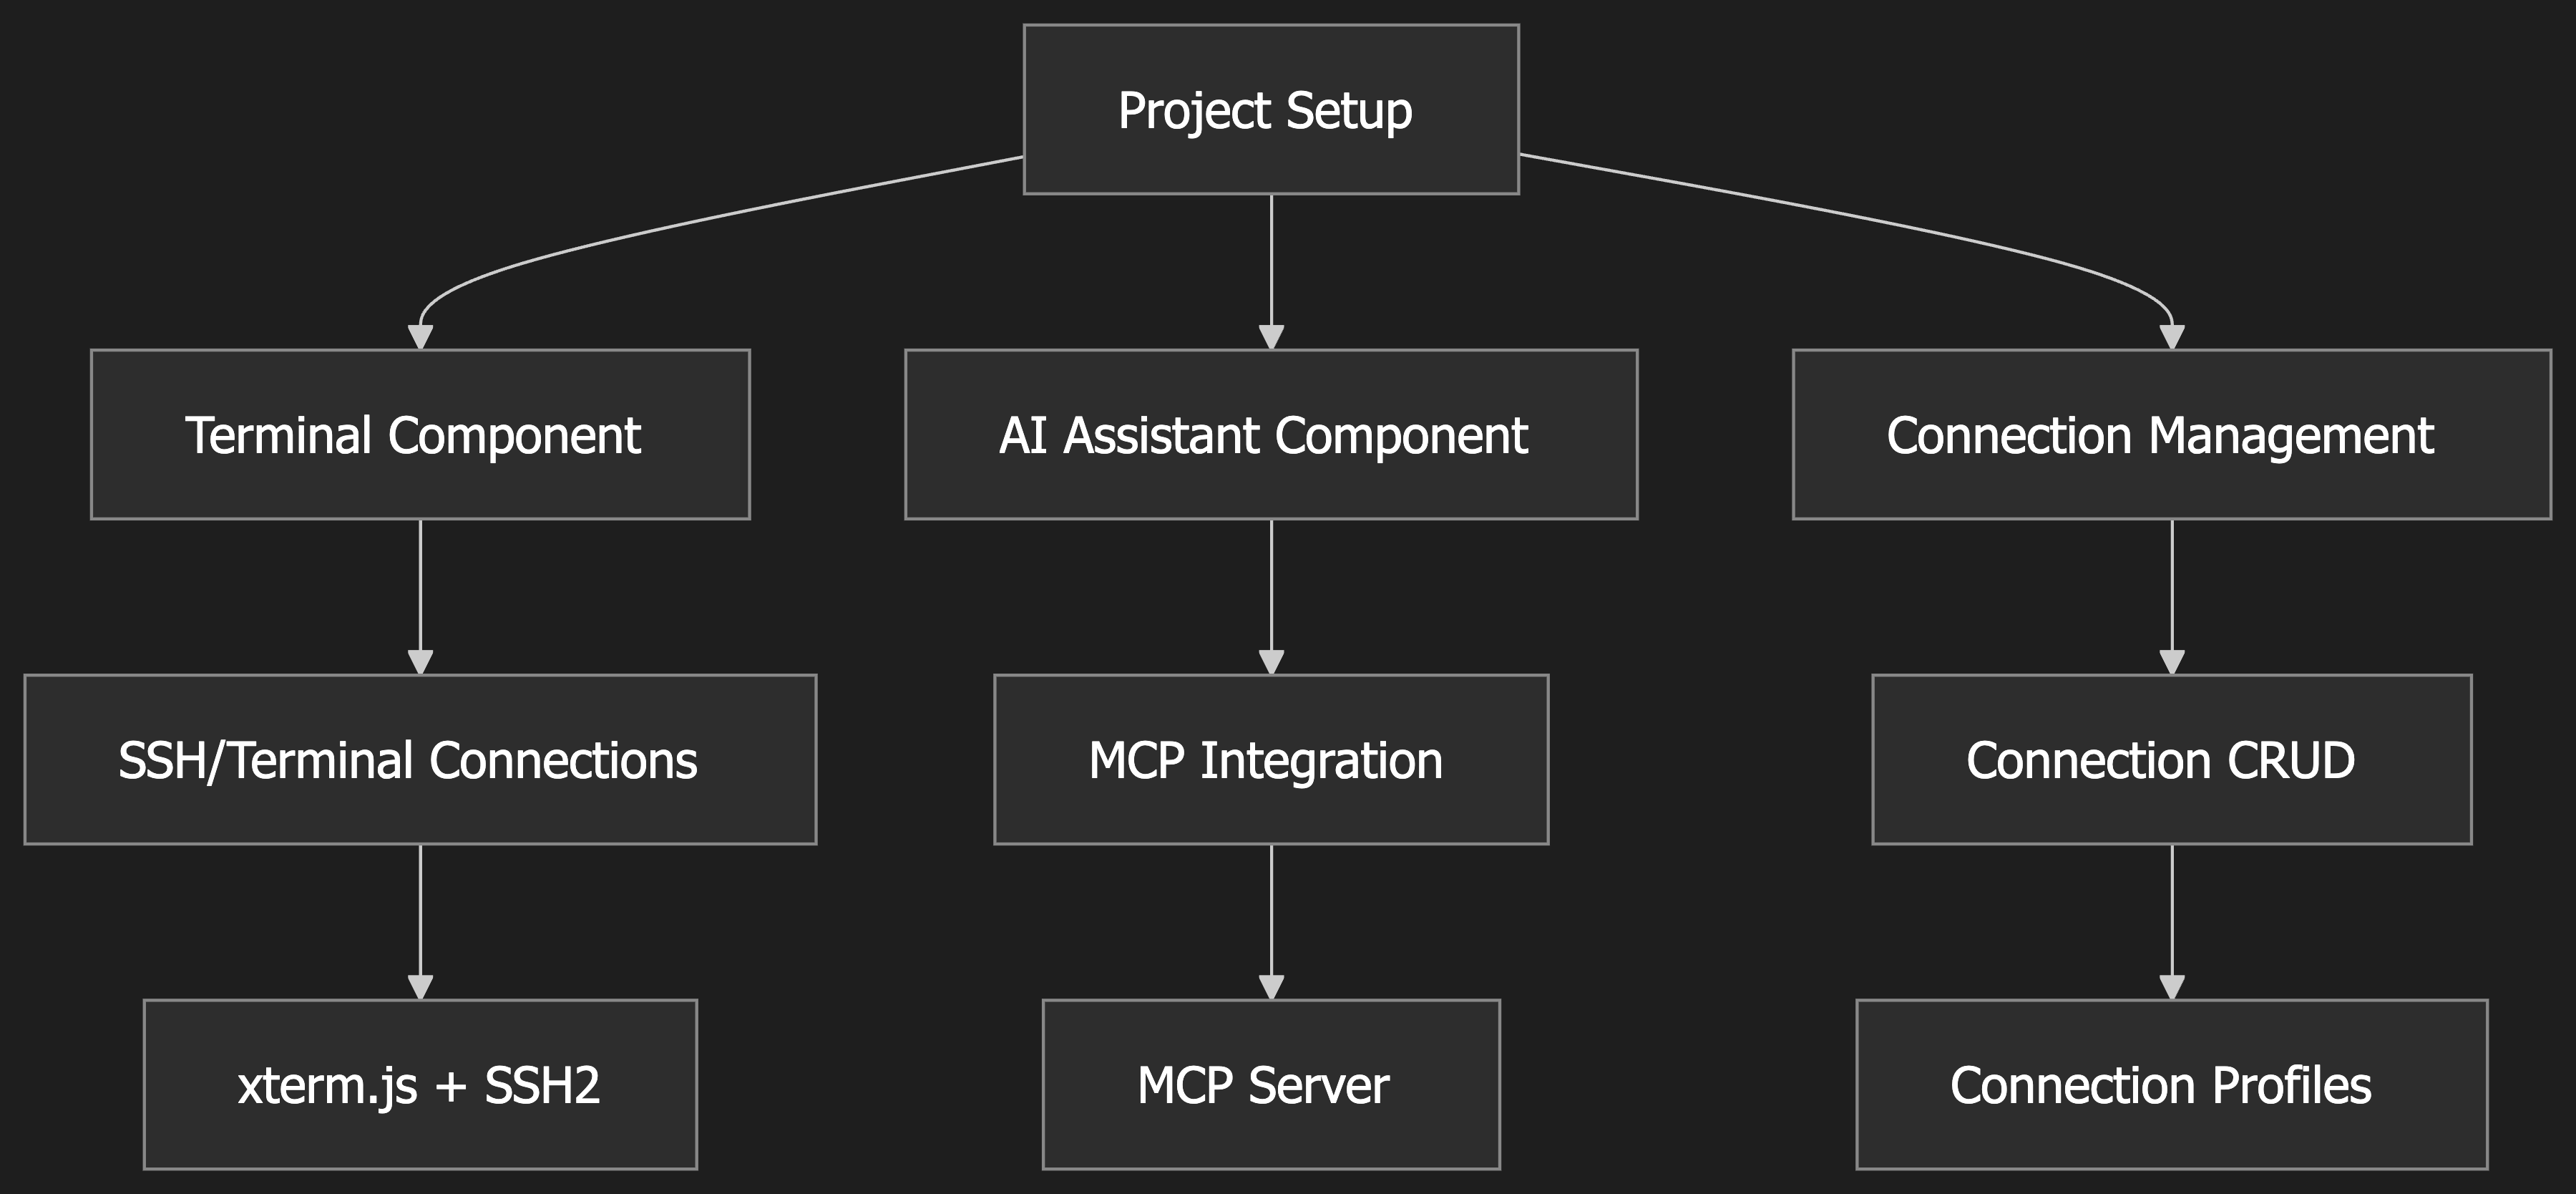 Project Setup
Terminal Component
AI Assistant Component
Connection Management
SSH/Terminal Connections
MCP Integration
Connection CRUD
xterm.js + SSH2
MCP Server
Connection Profiles